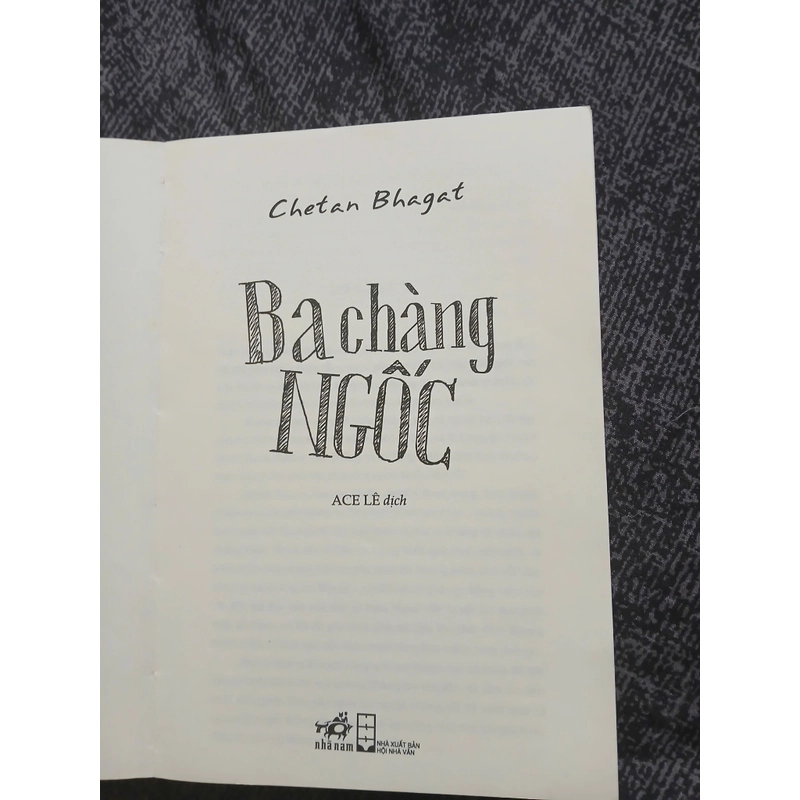 Chetan Bhagat
Ba chàng
NGỐC
ACE LÊ dịch
nhã nam
NHÀ XUẤT BẢN
HỘI NHÀ VĂN